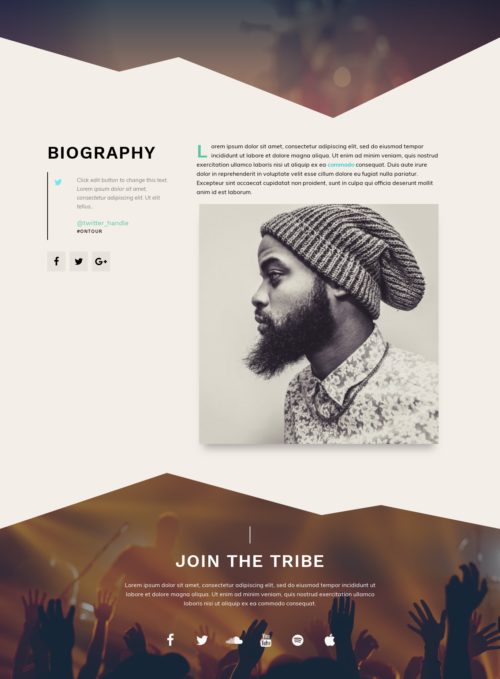 BIOGRAPHY
Click edit button to change this text.
Lorem ipsum dolor sit amet,
consectetur adipiscing elit. Ut elit
tellus..
@twitter_handle
#ONTOUR
Lorem ipsum dolor sit amet, consectetur adipiscing elit, sed do eiusmod tempor
incididunt ut labore et dolore magna aliqua. Ut enim ad minim veniam, quis nostrud
exercitation ullamco laboris nisi ut aliquip ex ea commodo consequat. Duis aute irure
dolor in reprehenderit in voluptate velit esse cillum dolore eu fugiat nulla pariatur.
Excepteur sint occaecat cupidatat non proident, sunt in culpa qui officia deserunt mollit
anim id est laborum.
JOIN THE TRIBE
Lorem ipsum dolor sit amet, consectetur adipiscing elit, sed do eiusmod tempor incididunt ut
labore et dolore magna aliqua. Ut enim ad minim veniam, quis nostrud exercitation ullamco
laboris nisi ut aliquip ex ea commodo consequat.
You
Tube